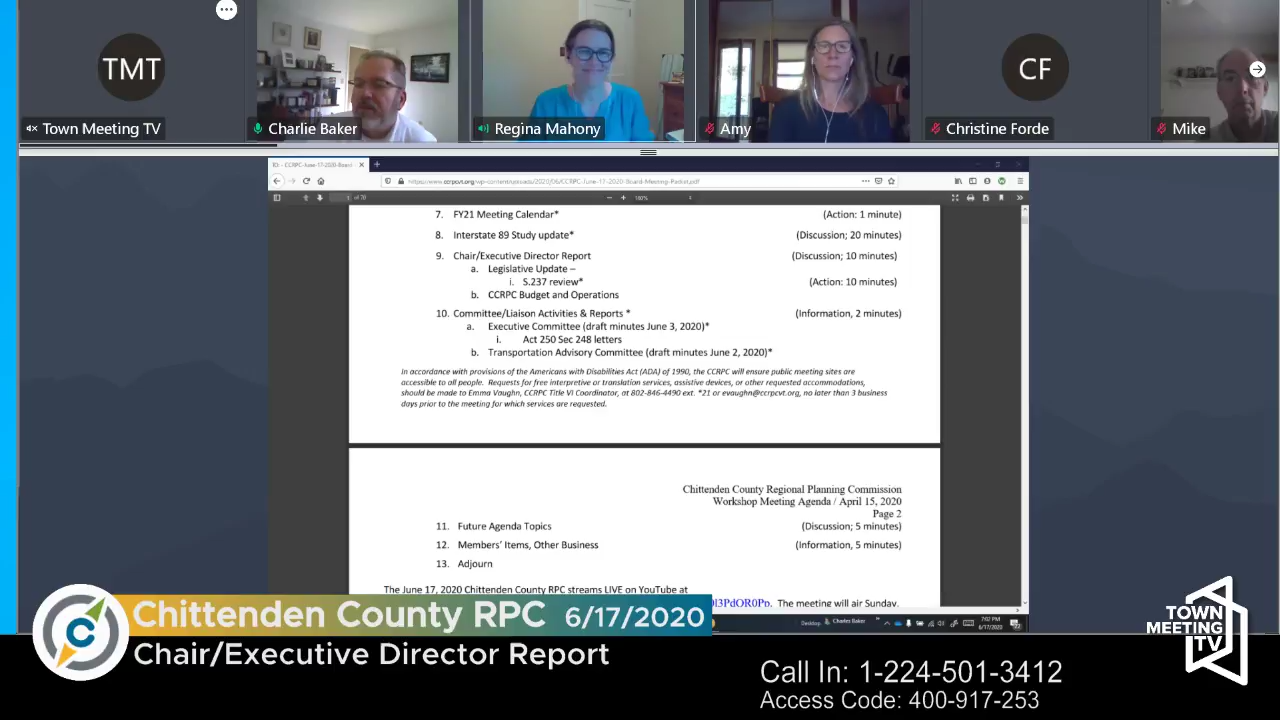 TMT
CF
Town Meeting TV
Charlie Baker
Regina Mahony
Amy
Christine Forde
Mike
7. FY21 Meeting Calendar* (Action: 1 minute)
8. Interstate 89 Study update* (Discussion; 20 minutes)
9. Chair/Executive Director Report (Discussion; 10 minutes)
a. Legislative Update –
i. S.237 review* (Action: 10 minutes)
b. CCRPC Budget and Operations
10. Committee/Liaison Activities & Reports * (Information, 2 minutes)
a. Executive Committee (draft minutes June 3, 2020)*
i. Act 250 Sec 248 letters
b. Transportation Advisory Committee (draft minutes June 2, 2020)*
In accordance with provisions of the Americans with Disabilities Act (ADA) of 1990, the CCRPC will ensure public meeting sites are
accessible to all people. Requests for free interpretive or translation services, assistive devices, or other requested accommodations,
should be made to Emma Vaughn, CCRPC Title VI Coordinator, at 802-846-4490 ext. *21 or evaughn@ccrpcvt.org, no later than 3 business
days prior to the meeting for which services are requested.
Chittenden County Regional Planning Commission
Workshop Meeting Agenda / April 15, 2020
Page 2
11. Future Agenda Topics (Discussion; 5 minutes)
12. Members' Items, Other Business (Information, 5 minutes)
13. Adjourn
The June 17, 2020 Chittenden County RPC streams LIVE on YouTube at
The meeting will air Sunday,
Desktop
Charles Baker
7:02 PM
6/17/2020
C
Chittenden County RPC 6/17/2020
Chair/Executive Director Report
TOWN
MEETING
TV
Call In: 1-224-501-3412
Access Code: 400-917-253